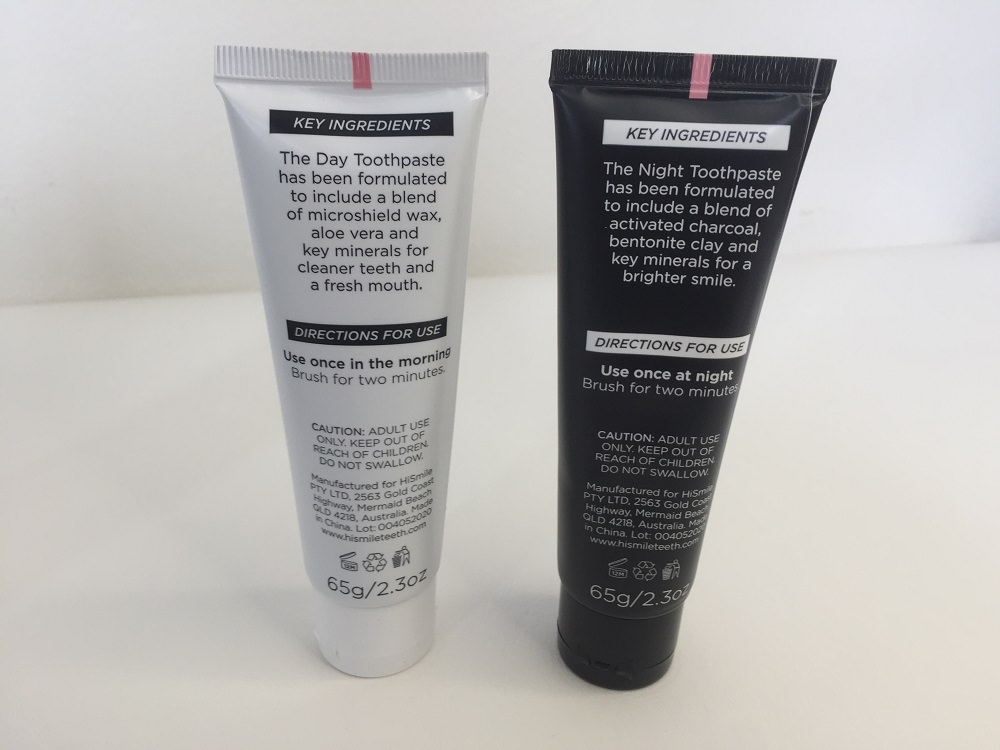 KEY INGREDIENTS
The Day Toothpaste
has been formulated
to include a blend
of microshield wax,
aloe vera and
key minerals for
cleaner teeth and
a fresh mouth.
DIRECTIONS FOR USE
Use once in the morning
Brush for two minutes.
CAUTION: ADULT USE
ONLY. KEEP OUT OF
REACH OF CHILDREN.
DO NOT SWALLOW.
Manufactured for HiSmile
PTY LTD, 2563 Gold Coast
Highway, Mermaid Beach
QLD 4218, Australia. Made
in China. Lot: 004052020
www.hismileteeth.com
12M
65g/2.3oz
KEY INGREDIENTS
The Night Toothpaste
has been formulated
to include a blend of
activated charcoal,
bentonite clay and
key minerals for a
brighter smile.
DIRECTIONS FOR USE
Use once at night
Brush for two minutes
CAUTION: ADULT USE
ONLY. KEEP OUT OF
REACH OF CHILDREN.
DO NOT SWALLOW.
Manufactured for HiSmile
PTY LTD, 2563 Gold Coast
Highway, Mermaid Beach
QLD 4218, Australia. Made
in China. Lot: 004052020
www.hismileteeth.com
12M
65g/2.3oz